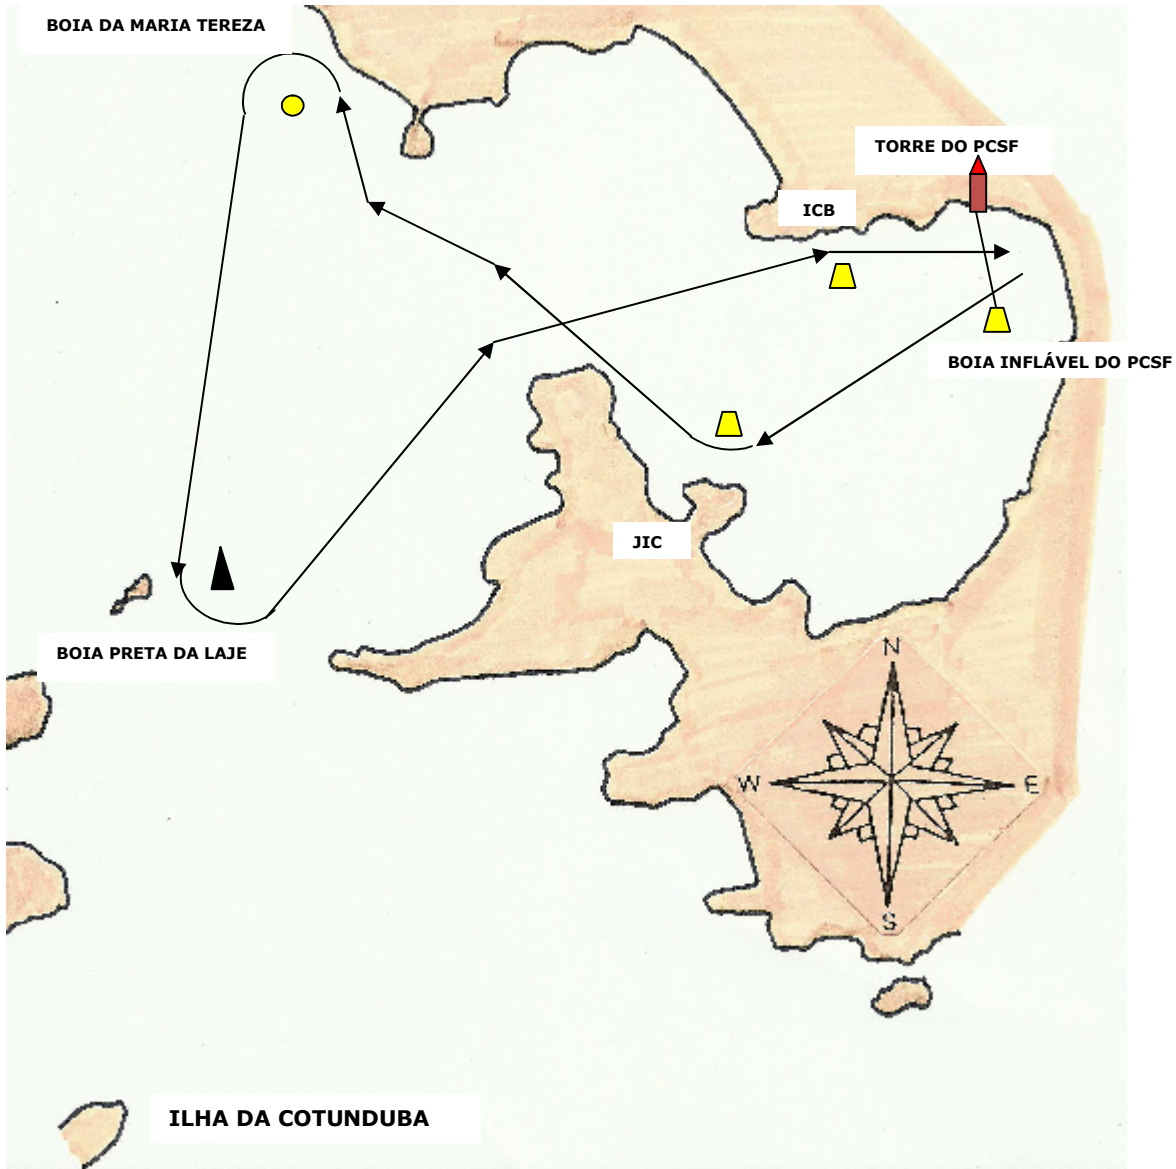 BOIA DA MARIA TEREZA
TORRE DO PCSF
ICB
BOIA INFLÁVEL DO PCSF
JIC
BOIA PRETA DA LAJE
N
W
E
S
ILHA DA COTUNDUBA